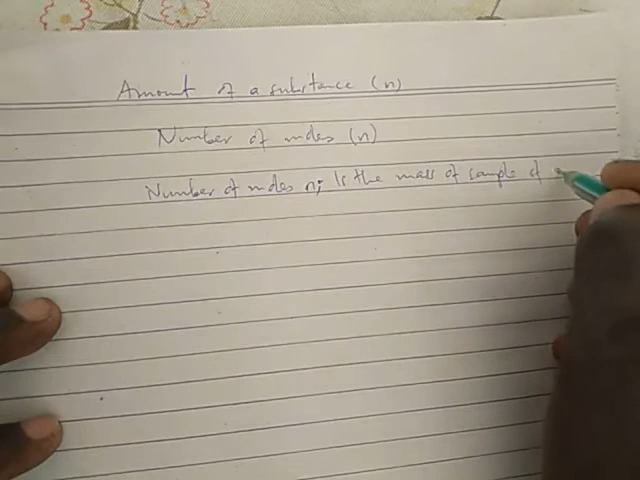 Amount of a substance (n)
Number of moles (n)
Number of moles n; Is the mass of sample of